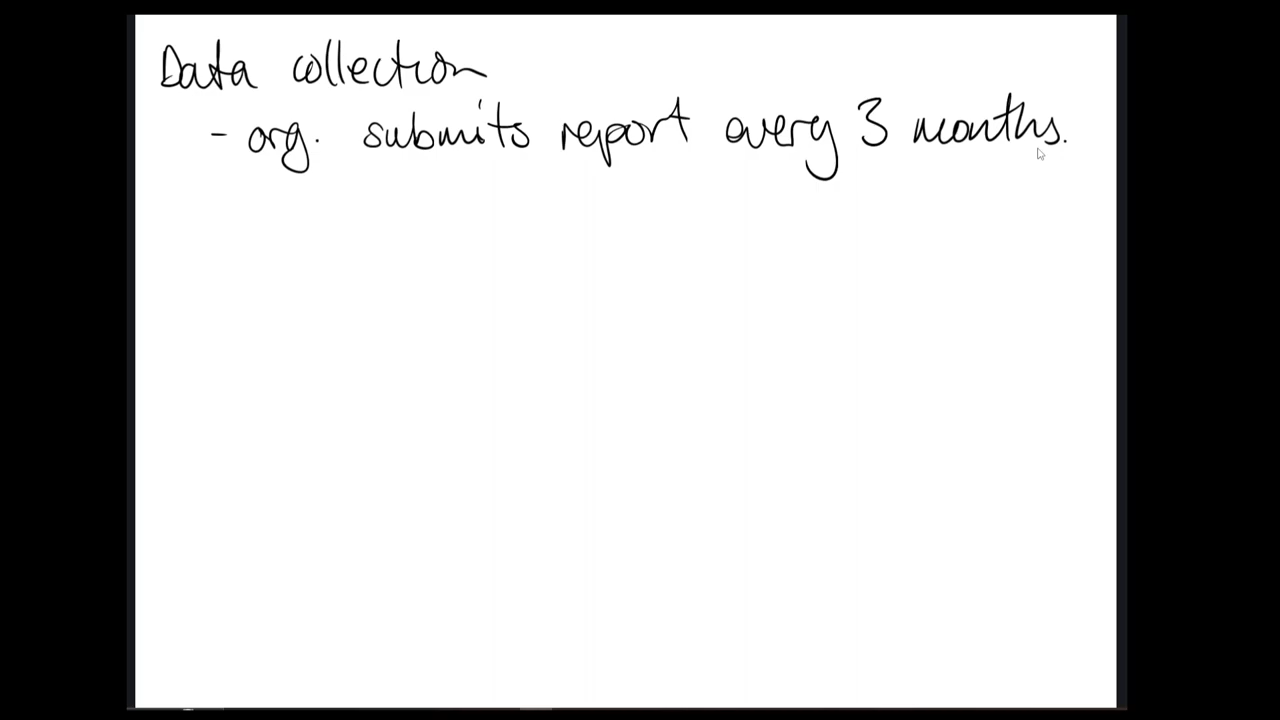 Data collection
- org. submits report every 3 months.